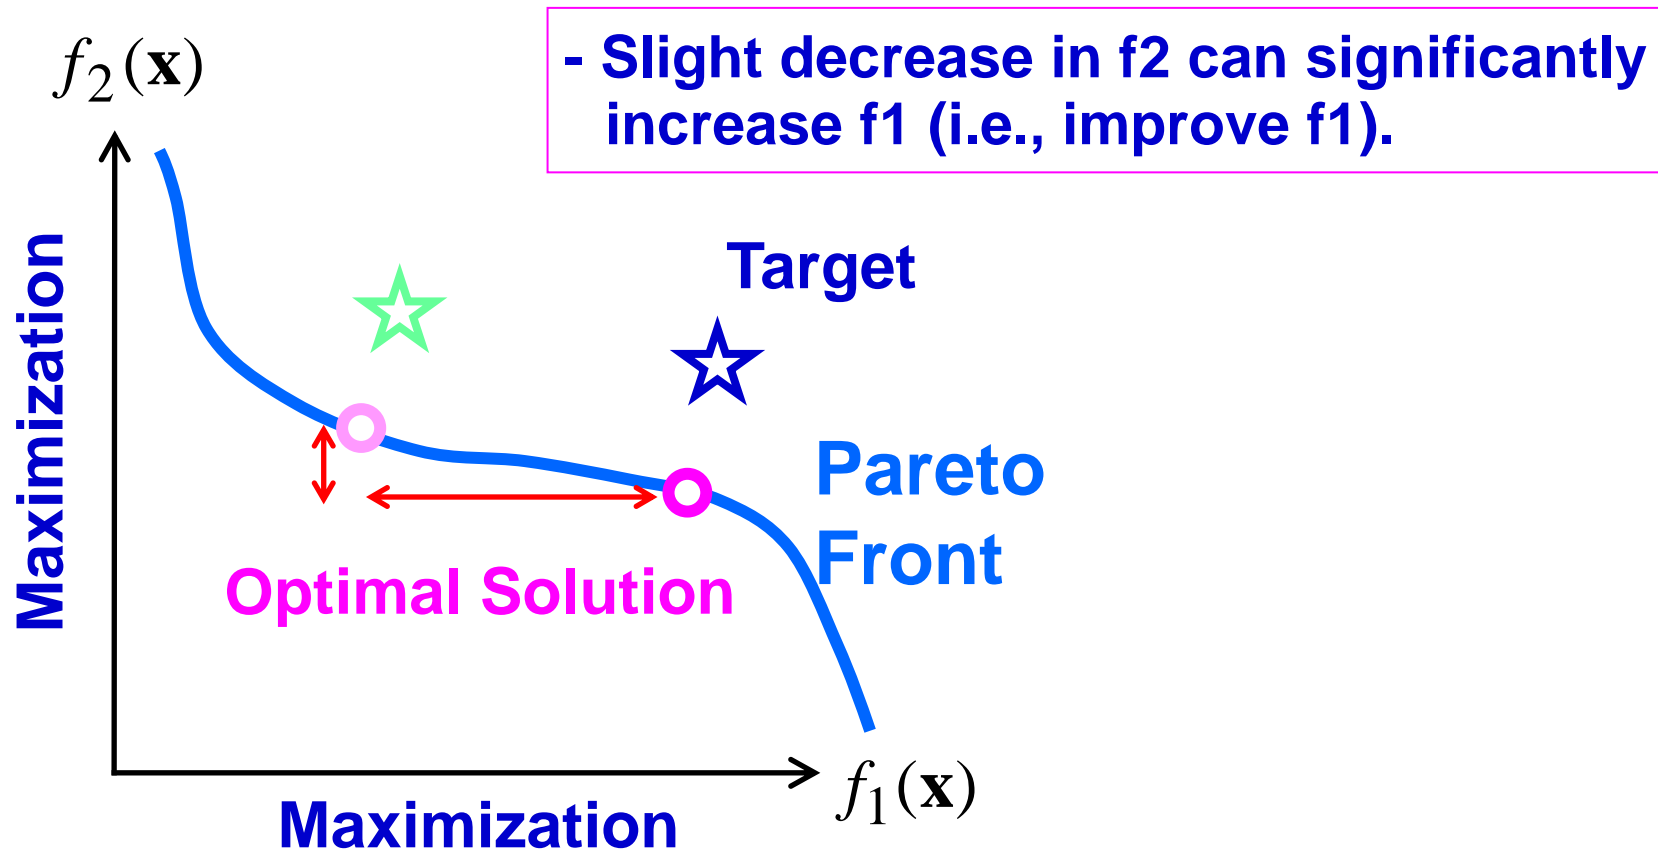 f2(x)
- Slight decrease in f2 can significantly
increase f1 (i.e., improve f1).
Maximization
Target
Pareto
Front
Optimal Solution
f1(x)
Maximization